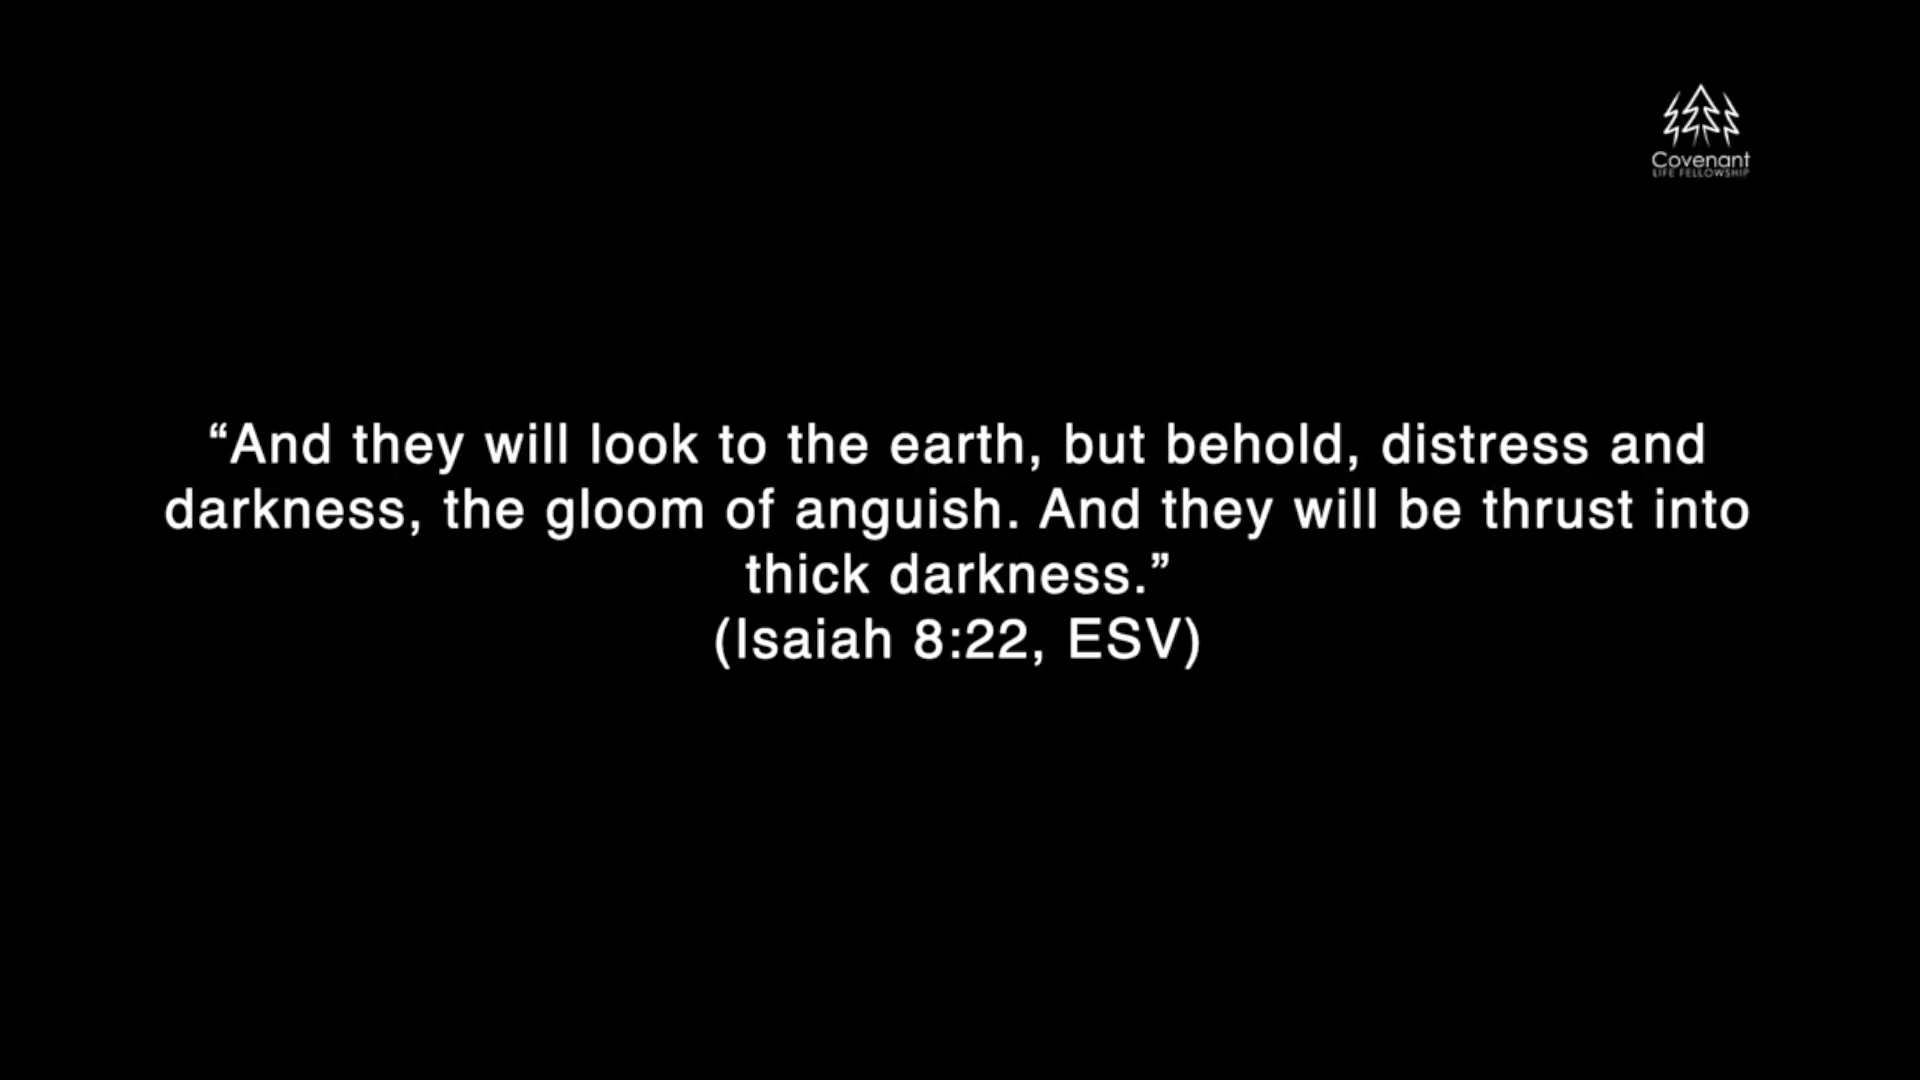 Covenant
LIFE FELLOWSHIP
“And they will look to the earth, but behold, distress and
darkness, the gloom of anguish. And they will be thrust into
thick darkness.”
(Isaiah 8:22, ESV)